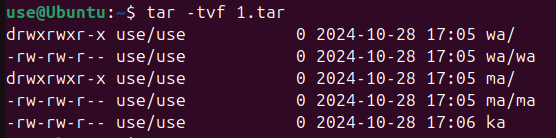 use@Ubuntu:~$ tar -tvf 1.tar
drwxrwxr-x use/use 0 2024-10-28 17:05 wa/
-rw-rw-r-- use/use 0 2024-10-28 17:05 wa/wa
drwxrwxr-x use/use 0 2024-10-28 17:05 ma/
-rw-rw-r-- use/use 0 2024-10-28 17:05 ma/ma
-rw-rw-r-- use/use 0 2024-10-28 17:06 ka